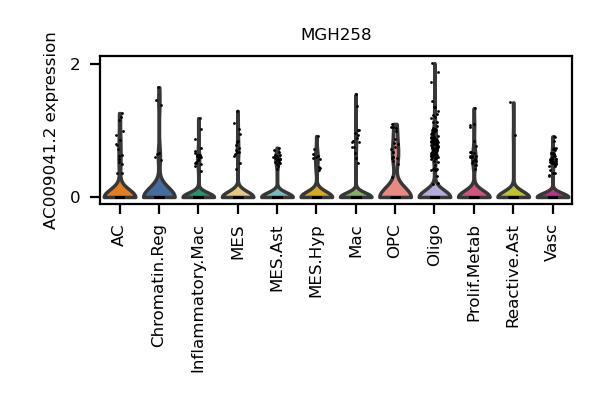 MGH258
AC009041.2 expression
2
0
AC
Chromatin.Reg
Inflammatory.Mac
MES
MES.Ast
MES.Hyp
Mac
OPC
Oligo
Prolif.Metab
Reactive.Ast
Vasc